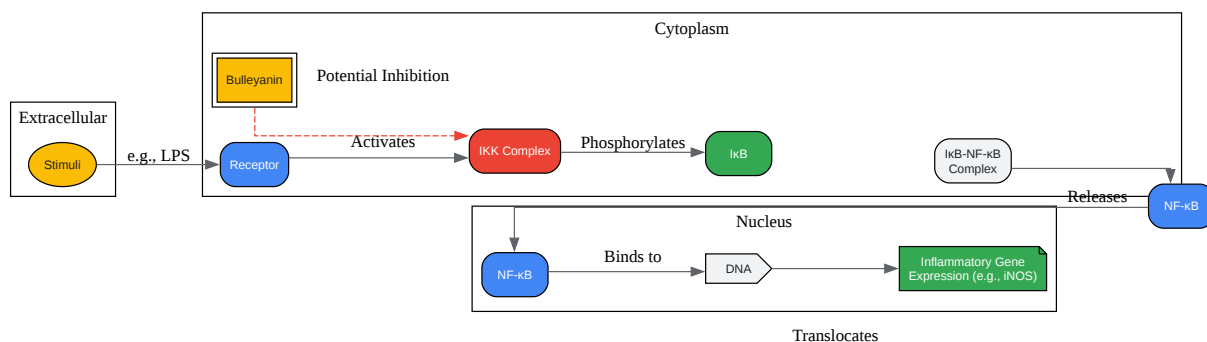 Cytoplasm
Bulleyanin
Potential Inhibition
Extracellular
Stimuli
e.g., LPS
Receptor
Activates
IKK Complex
Phosphorylates
IκB
IκB-NF-κB
Complex
Releases
NF-κB
Nucleus
NF-κB
Binds to
DNA
Inflammatory Gene
Expression (e.g., iNOS)
Translocates